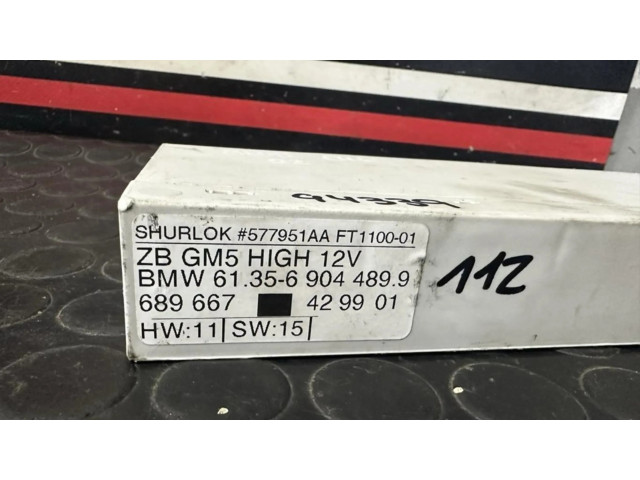 94339
SHURLOK #577951AA FT1100-01
ZB GM5 HIGH 12V
BMW 61.35-6 904 489.9
689 667 42 99 01
HW:11 SW:15
112